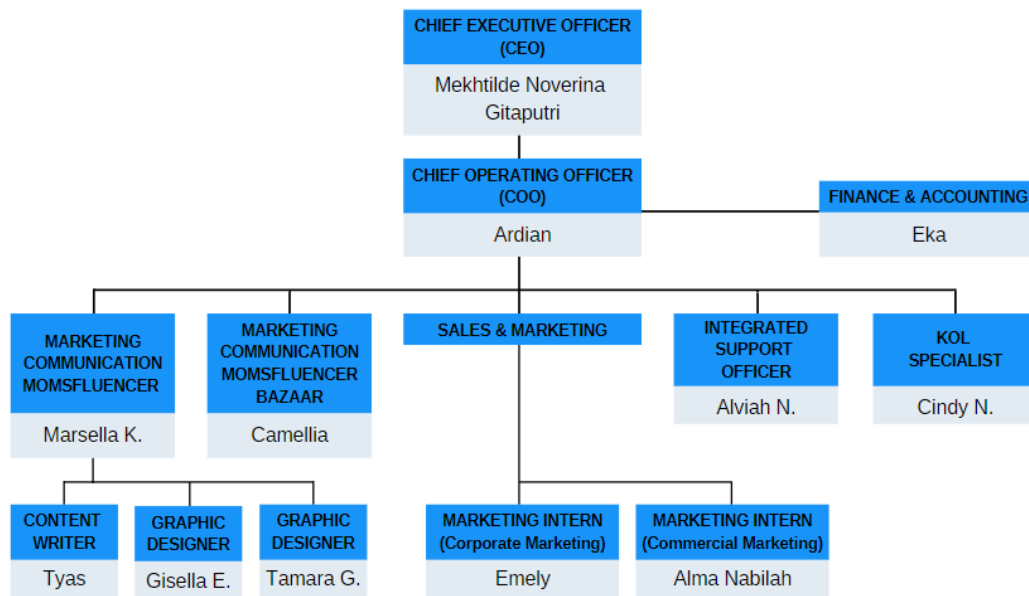 CHIEF EXECUTIVE OFFICER
(CEO)
Mekhtilde Noverina
Gitaputri
CHIEF OPERATING OFFICER
(COO)
Ardian
FINANCE & ACCOUNTING
Eka
MARKETING
COMMUNICATION
MOMSFLUENCER
Marsella K.
MARKETING
COMMUNICATION
MOMSFLUENCER
BAZAAR
Camellia
SALES & MARKETING
INTEGRATED
SUPPORT
OFFICER
Alviah N.
KOL
SPECIALIST
Cindy N.
CONTENT
WRITER
Tyas
GRAPHIC
DESIGNER
Gisella E.
GRAPHIC
DESIGNER
Tamara G.
MARKETING INTERN
(Corporate Marketing)
Emely
MARKETING INTERN
(Commercial Marketing)
Alma Nabilah